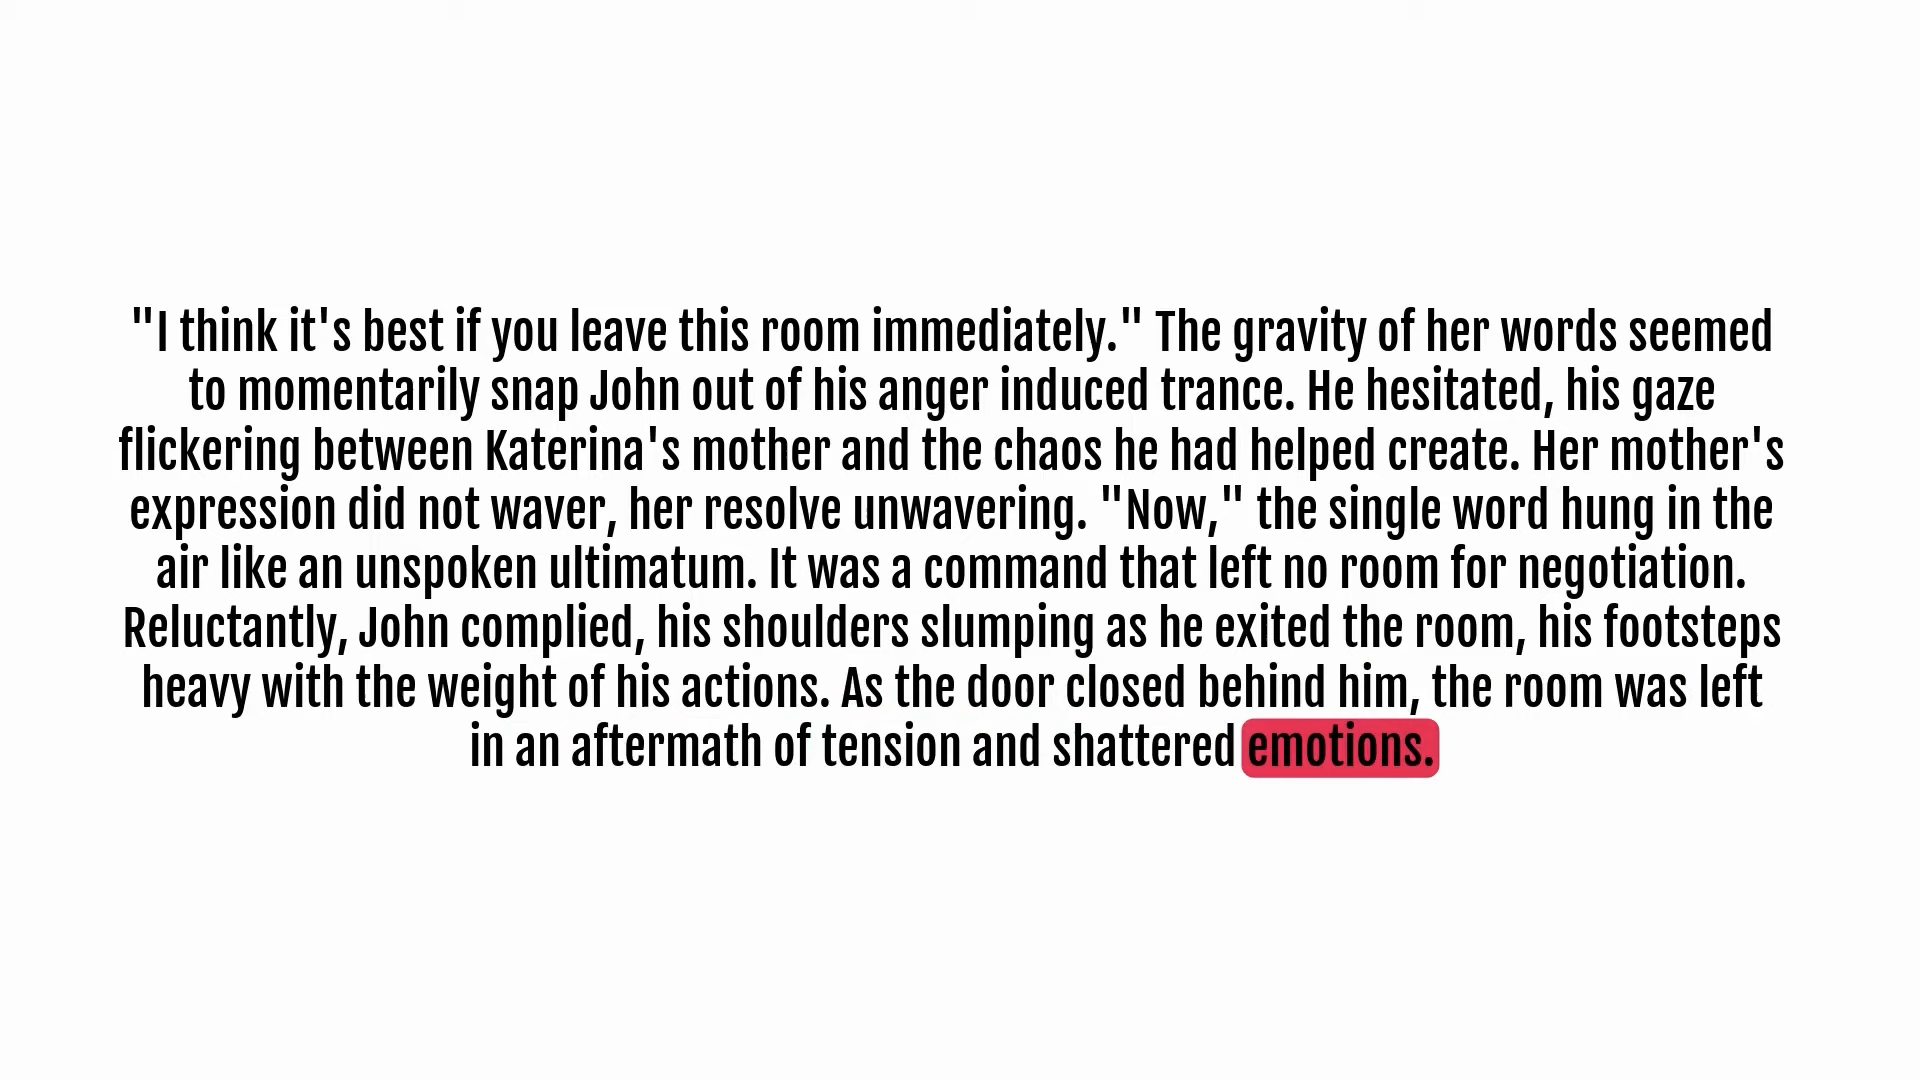 "I think it's best if you leave this room immediately." The gravity of her words seemed
to momentarily snap John out of his anger induced trance. He hesitated, his gaze
flickering between Katerina's mother and the chaos he had helped create. Her mother's
expression did not waver, her resolve unwavering. "Now," the single word hung in the
air like an unspoken ultimatum. It was a command that left no room for negotiation.
Reluctantly, John complied, his shoulders slumping as he exited the room, his footsteps
heavy with the weight of his actions. As the door closed behind him, the room was left
in an aftermath of tension and shattered emotions.